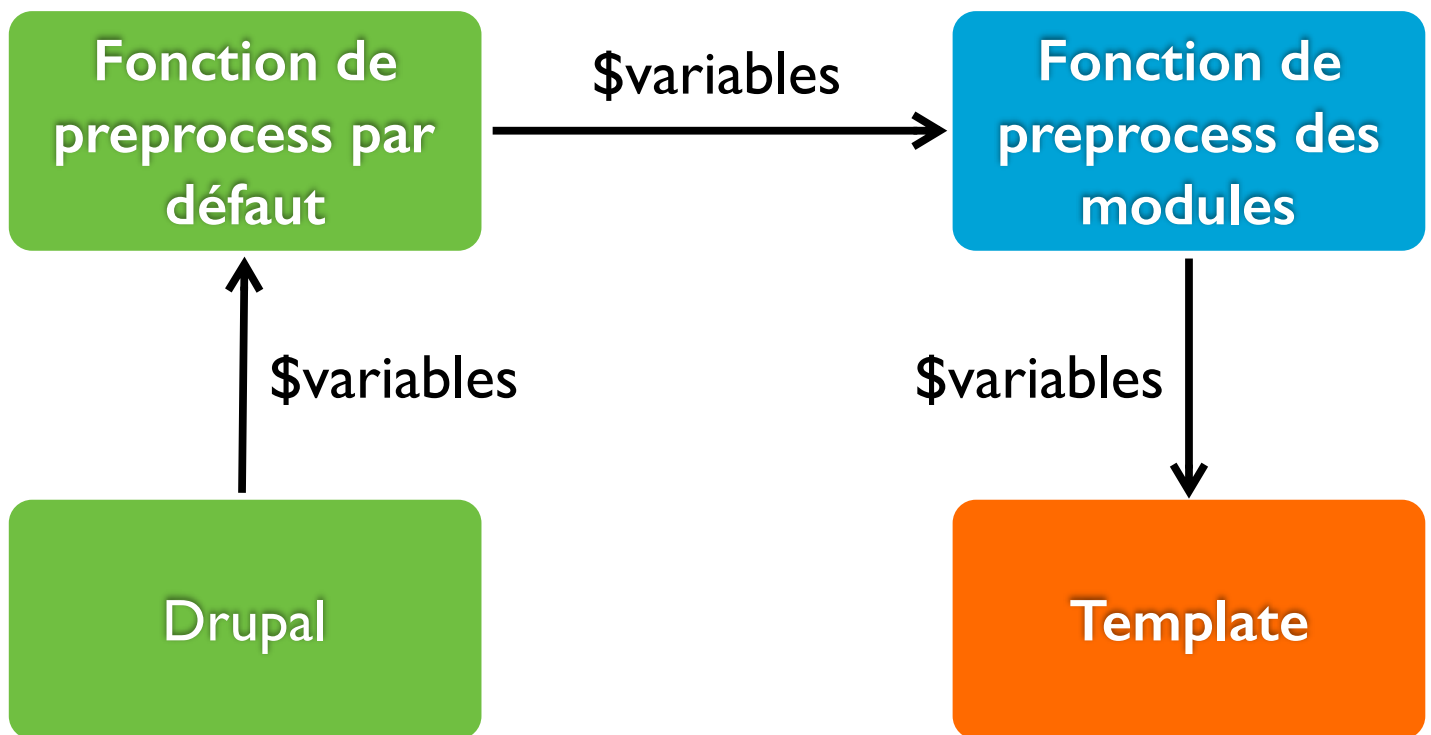 Fonction de
preprocess par
défaut
$variables
Fonction de
preprocess des
modules
$variables
$variables
Drupal
Template